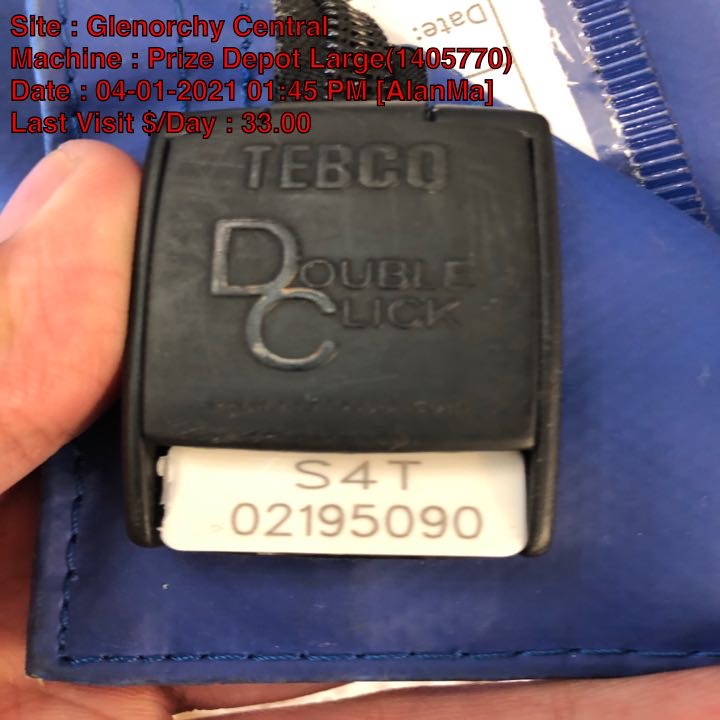 Site : Glenorchy Central
Machine : Prize Depot Large(1405770)
Date : 04-01-2021 01:45 PM [AlanMa]
Last Visit $/Day : 33.00
Date:
TEBCO
DOUBLE
CLICK
S4T
02195090